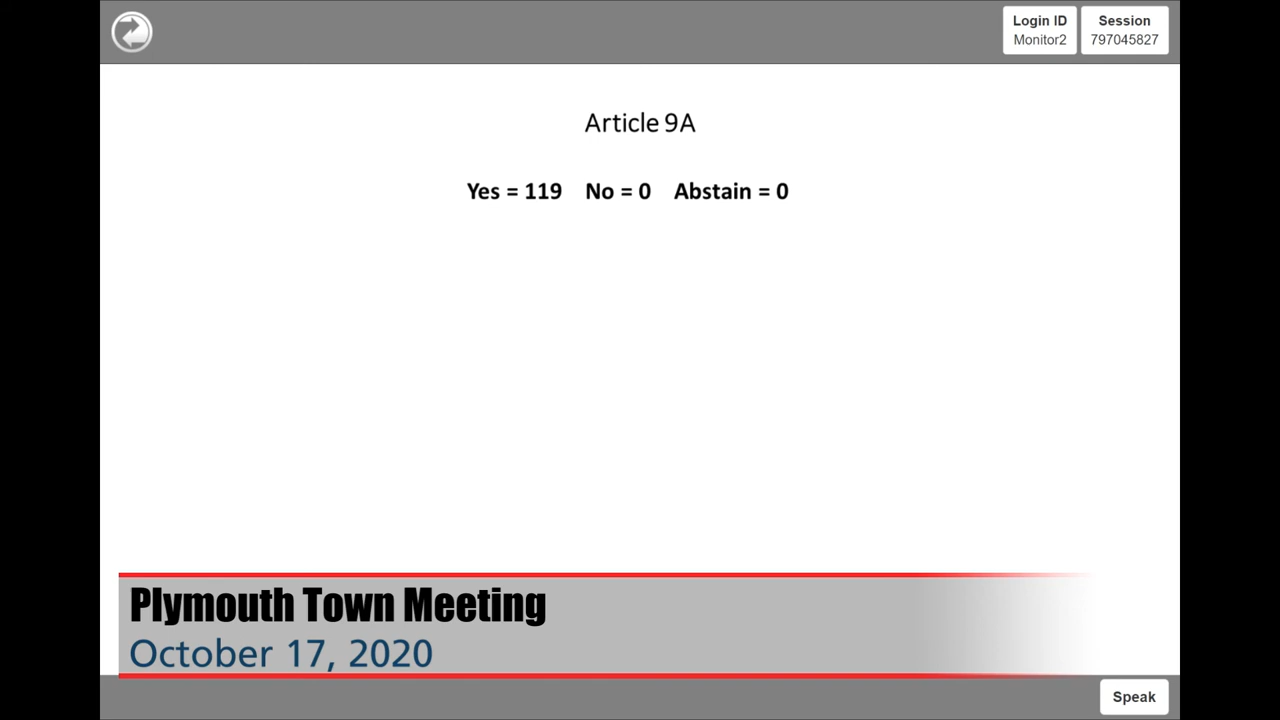 Login ID
Monitor2
Session
797045827
Article 9A
Yes = 119 No = 0 Abstain = 0
Plymouth Town Meeting
October 17, 2020
Speak